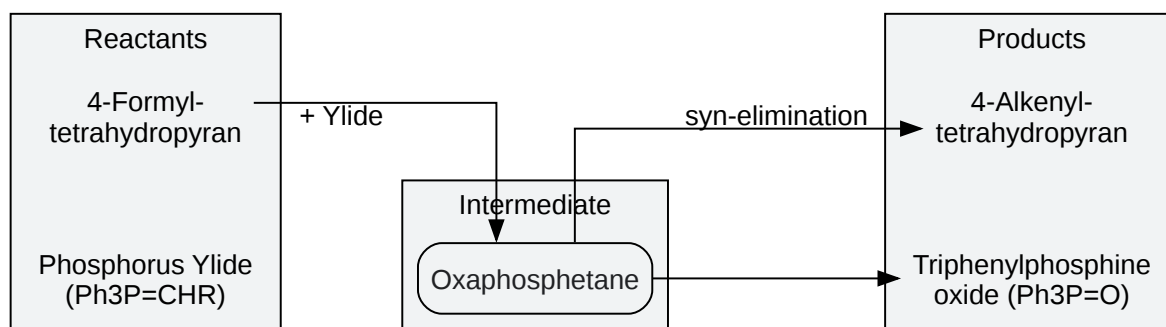 Reactants
4-Formyl-
tetrahydropyran
Phosphorus Ylide
(Ph3P=CHR)
+ Ylide
Intermediate
Oxaphosphetane
syn-elimination
Products
4-Alkenyl-
tetrahydropyran
Triphenylphosphine
oxide (Ph3P=O)